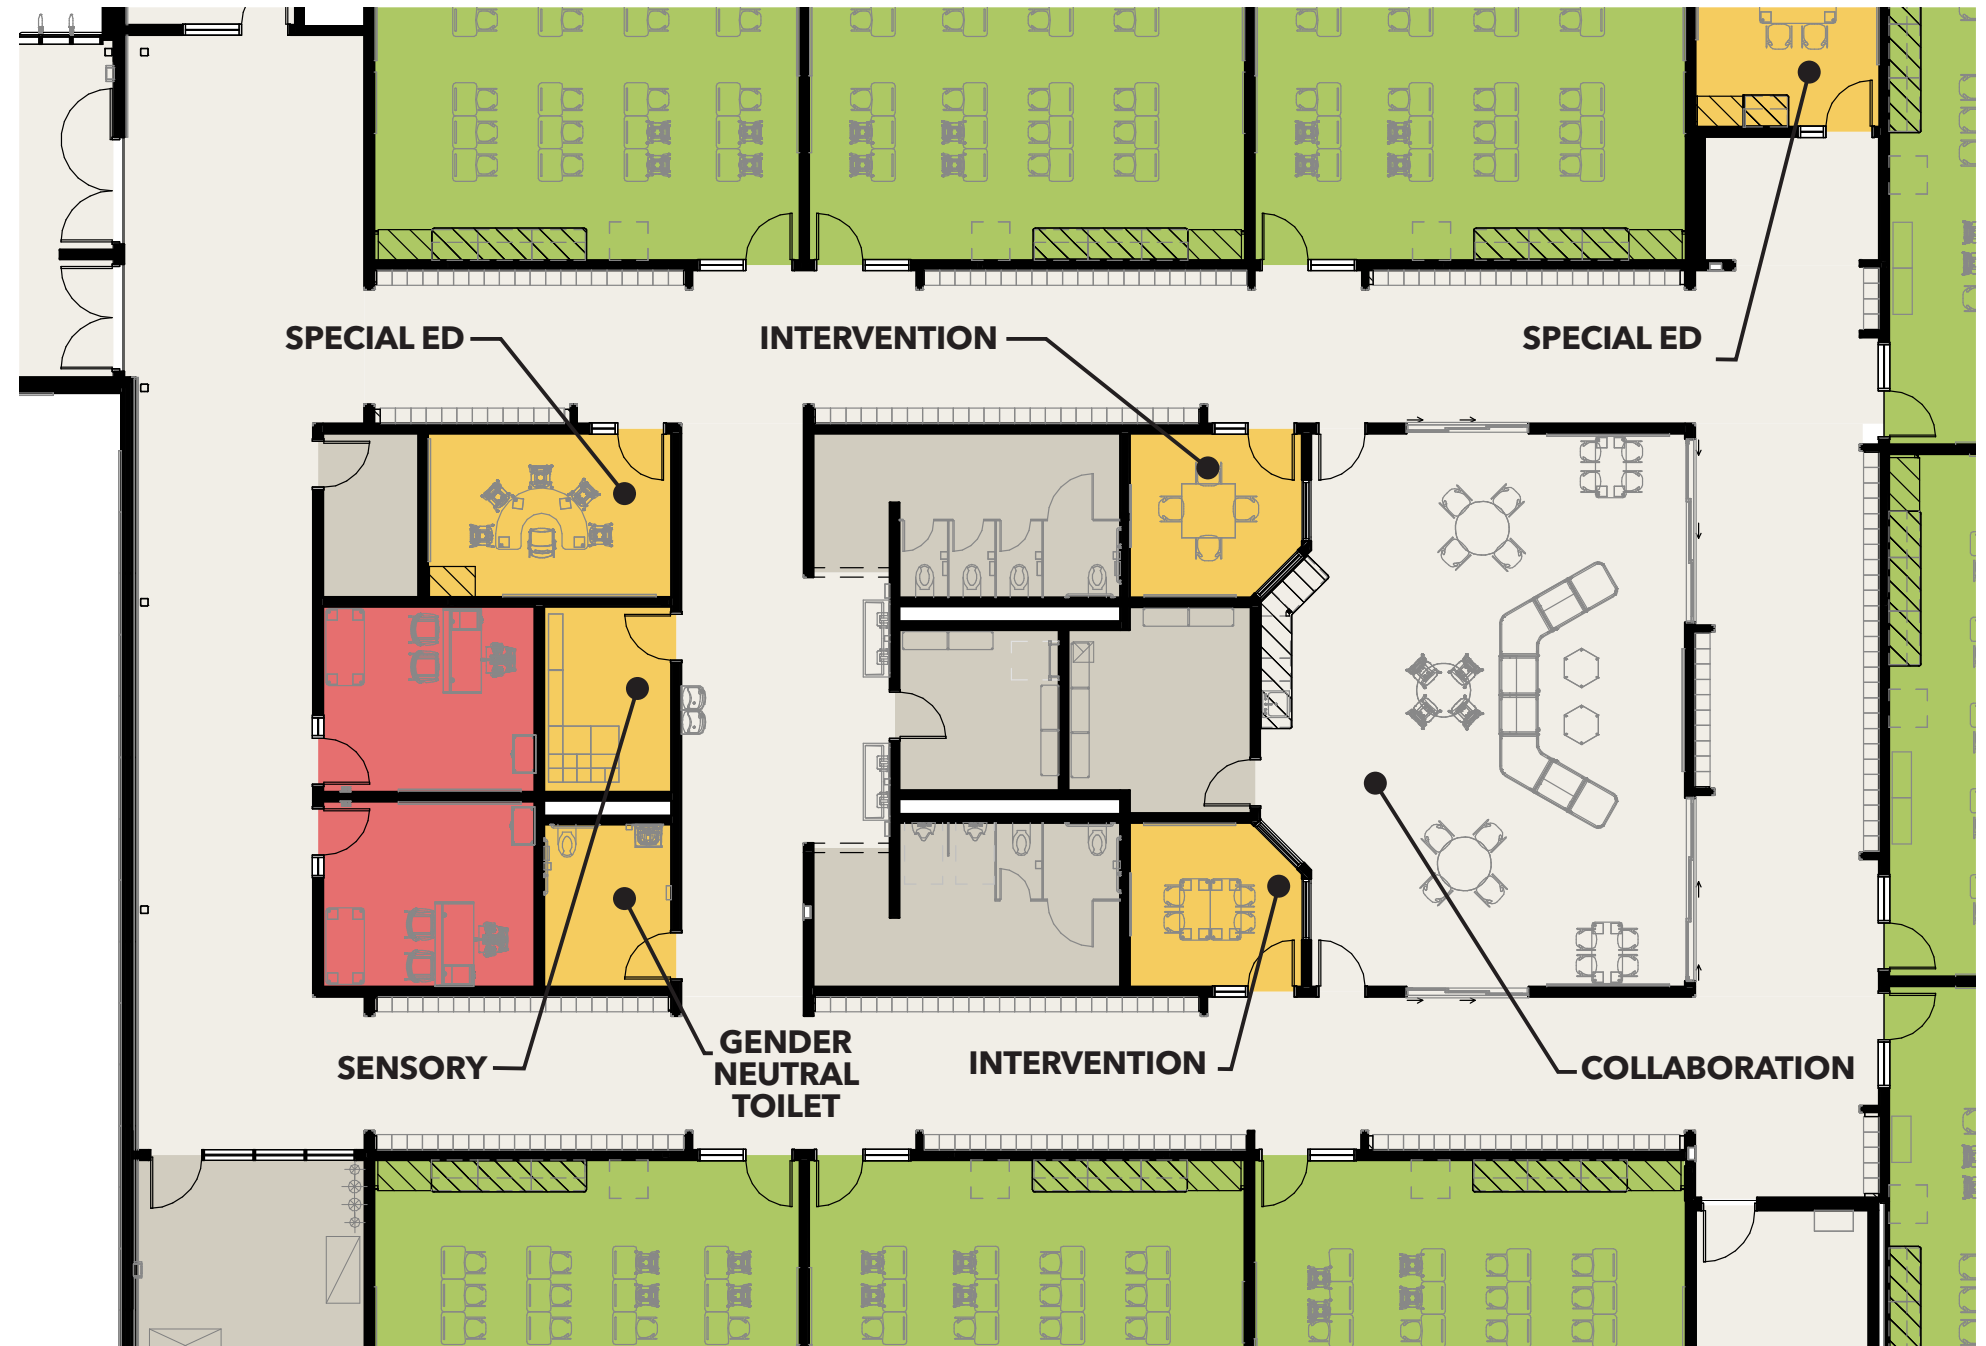 SPECIAL ED
INTERVENTION
SPECIAL ED
SENSORY
GENDER
NEUTRAL
TOILET
INTERVENTION
COLLABORATION